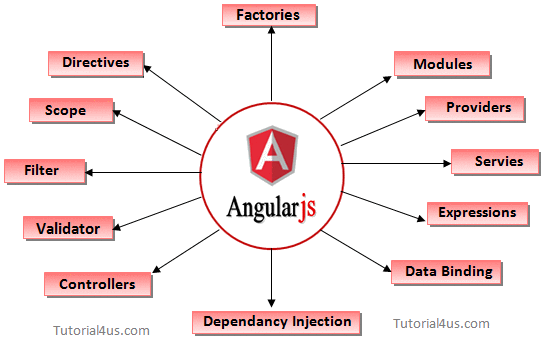 Factories
Directives
Modules
Scope
Providers
A
Servies
Filter
Angularjs
Expressions
Validator
Data Binding
Controllers
Dependancy Injection
Tutorial4us.com
Tutorial4us.com